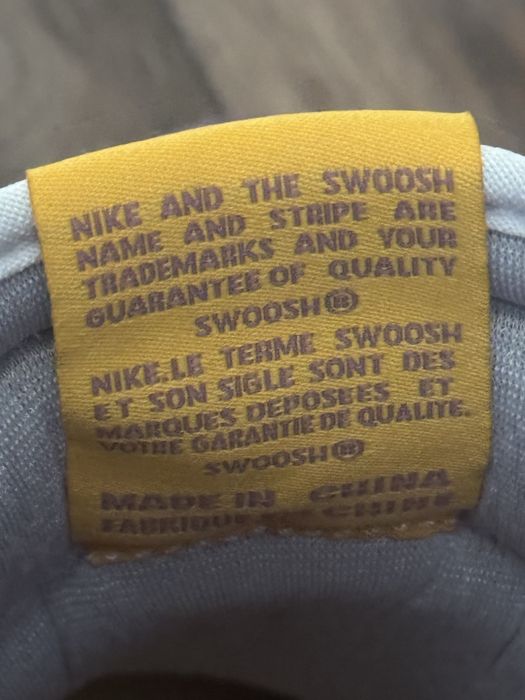 NIKE AND THE SWOOSH
NAME AND STRIPE ARE
TRADEMARKS AND YOUR
GUARANTEE OF QUALITY
SWOOSH®
NIKE.LE TERME SWOOSH
ET SON SIGLE SONT DES
MARQUES DEPOSEES ET
VOTRE GARANTIE DE QUALITE.
SWOOSH®
MADE IN CHINA
CHINE